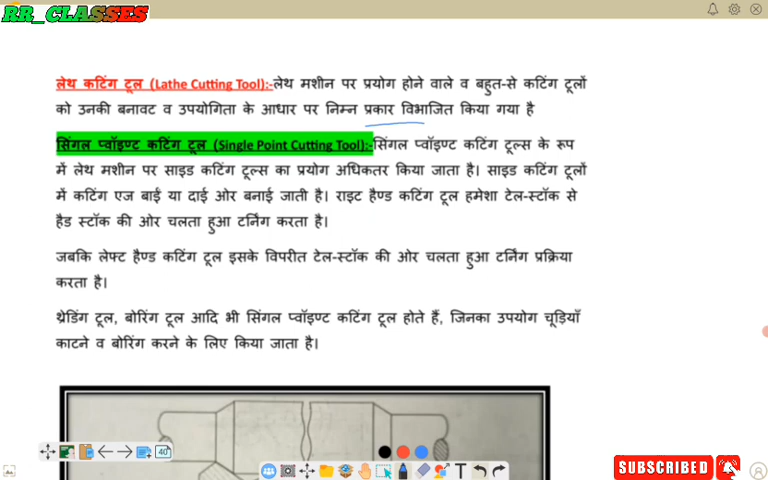 RR_CLASSES
लेथ कटिंग टूल (Lathe Cutting Tool):-लेथ मशीन पर प्रयोग होने वाले व बहुत-से कटिंग टूलों
को उनकी बनावट व उपयोगिता के आधार पर निम्न प्रकार विभाजित किया गया है
सिंगल प्वॉइण्ट कटिंग टूल (Single Point Cutting Tool):-सिंगल प्वॉइण्ट कटिंग टूल्स के रूप
में लेथ मशीन पर साइड कटिंग टूल्स का प्रयोग अधिकतर किया जाता है। साइड कटिंग टूलों
में कटिंग एज बाईं या दाई ओर बनाई जाती है। राइट हैण्ड कटिंग टूल हमेशा टेल-स्टॉक से
हैड स्टॉक की ओर चलता हुआ टर्निंग करता है।
जबकि लेफ्ट हैण्ड कटिंग टूल इसके विपरीत टेल-स्टॉक की ओर चलता हुआ टर्निंग प्रक्रिया
करता है।
थ्रेडिंग टूल, बोरिंग टूल आदि भी सिंगल प्वॉइण्ट कटिंग टूल होते हैं, जिनका उपयोग चूड़ियाँ
काटने व बोरिंग करने के लिए किया जाता है।
40
T
SUBSCRIBED